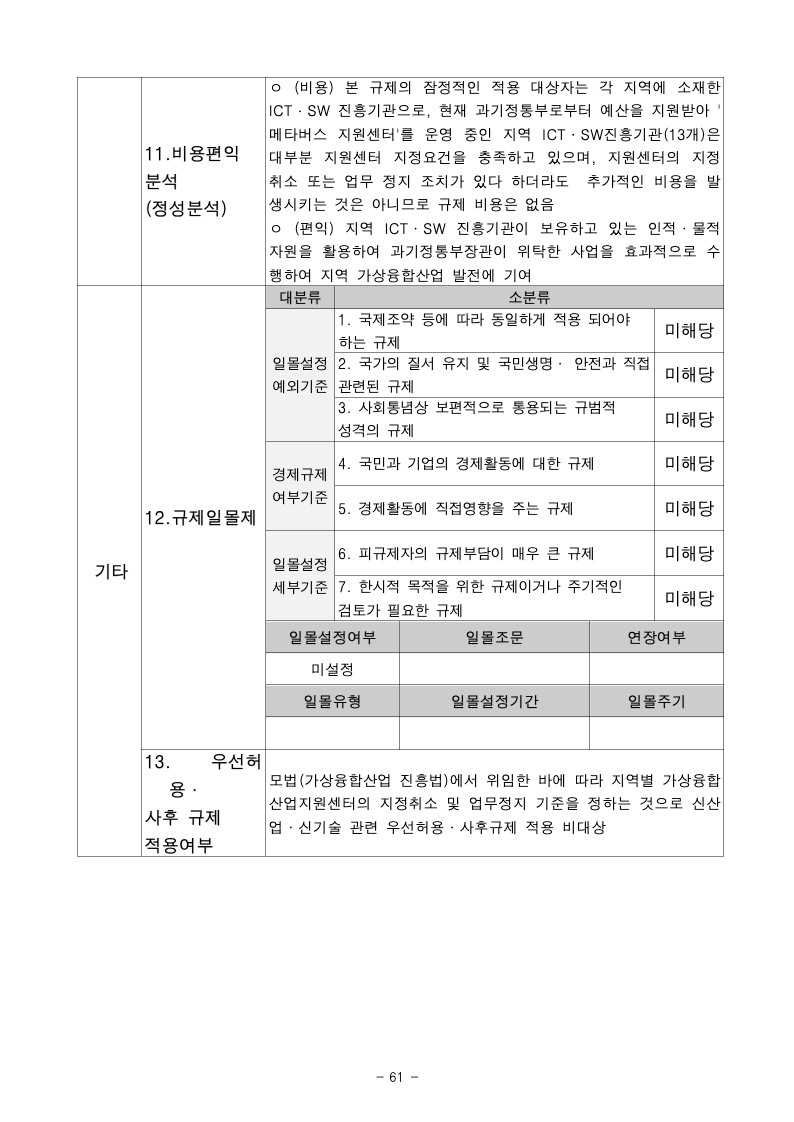 11.비용편익
분석
(정성분석)
ㅇ (비용) 본 규제의 잠정적인 적용 대상자는 각 지역에 소재한
ICT·SW 진흥기관으로, 현재 과기정통부로부터 예산을 지원받아 '
메타버스 지원센터'를 운영 중인 지역 ICT·SW진흥기관(13개)은
대부분 지원센터 지정요건을 충족하고 있으며, 지원센터의 지정
취소 또는 업무 정지 조치가 있다 하더라도 추가적인 비용을 발
생시키는 것은 아니므로 규제 비용은 없음
ㅇ (편익) 지역 ICT·SW 진흥기관이 보유하고 있는 인적·물적
자원을 활용하여 과기정통부장관이 위탁한 사업을 효과적으로 수
행하여 지역 가상융합산업 발전에 기여
기타
12.규제일몰제
대분류 소분류
일몰설정
예외기준
1. 국제조약 등에 따라 동일하게 적용 되어야
하는 규제
미해당
2. 국가의 질서 유지 및 국민생명· 안전과 직접
관련된 규제
미해당
3. 사회통념상 보편적으로 통용되는 규범적
성격의 규제
미해당
경제규제
여부기준
4. 국민과 기업의 경제활동에 대한 규제 미해당
5. 경제활동에 직접영향을 주는 규제 미해당
일몰설정
세부기준
6. 피규제자의 규제부담이 매우 큰 규제 미해당
7. 한시적 목적을 위한 규제이거나 주기적인
검토가 필요한 규제
미해당
일몰설정여부 일몰조문 연장여부
미설정
일몰유형 일몰설정기간 일몰주기
13. 우선허
용·
사후 규제
적용여부
모법(가상융합산업 진흥법)에서 위임한 바에 따라 지역별 가상융합
산업지원센터의 지정취소 및 업무정지 기준을 정하는 것으로 신산
업·신기술 관련 우선허용·사후규제 적용 비대상
- 61 -